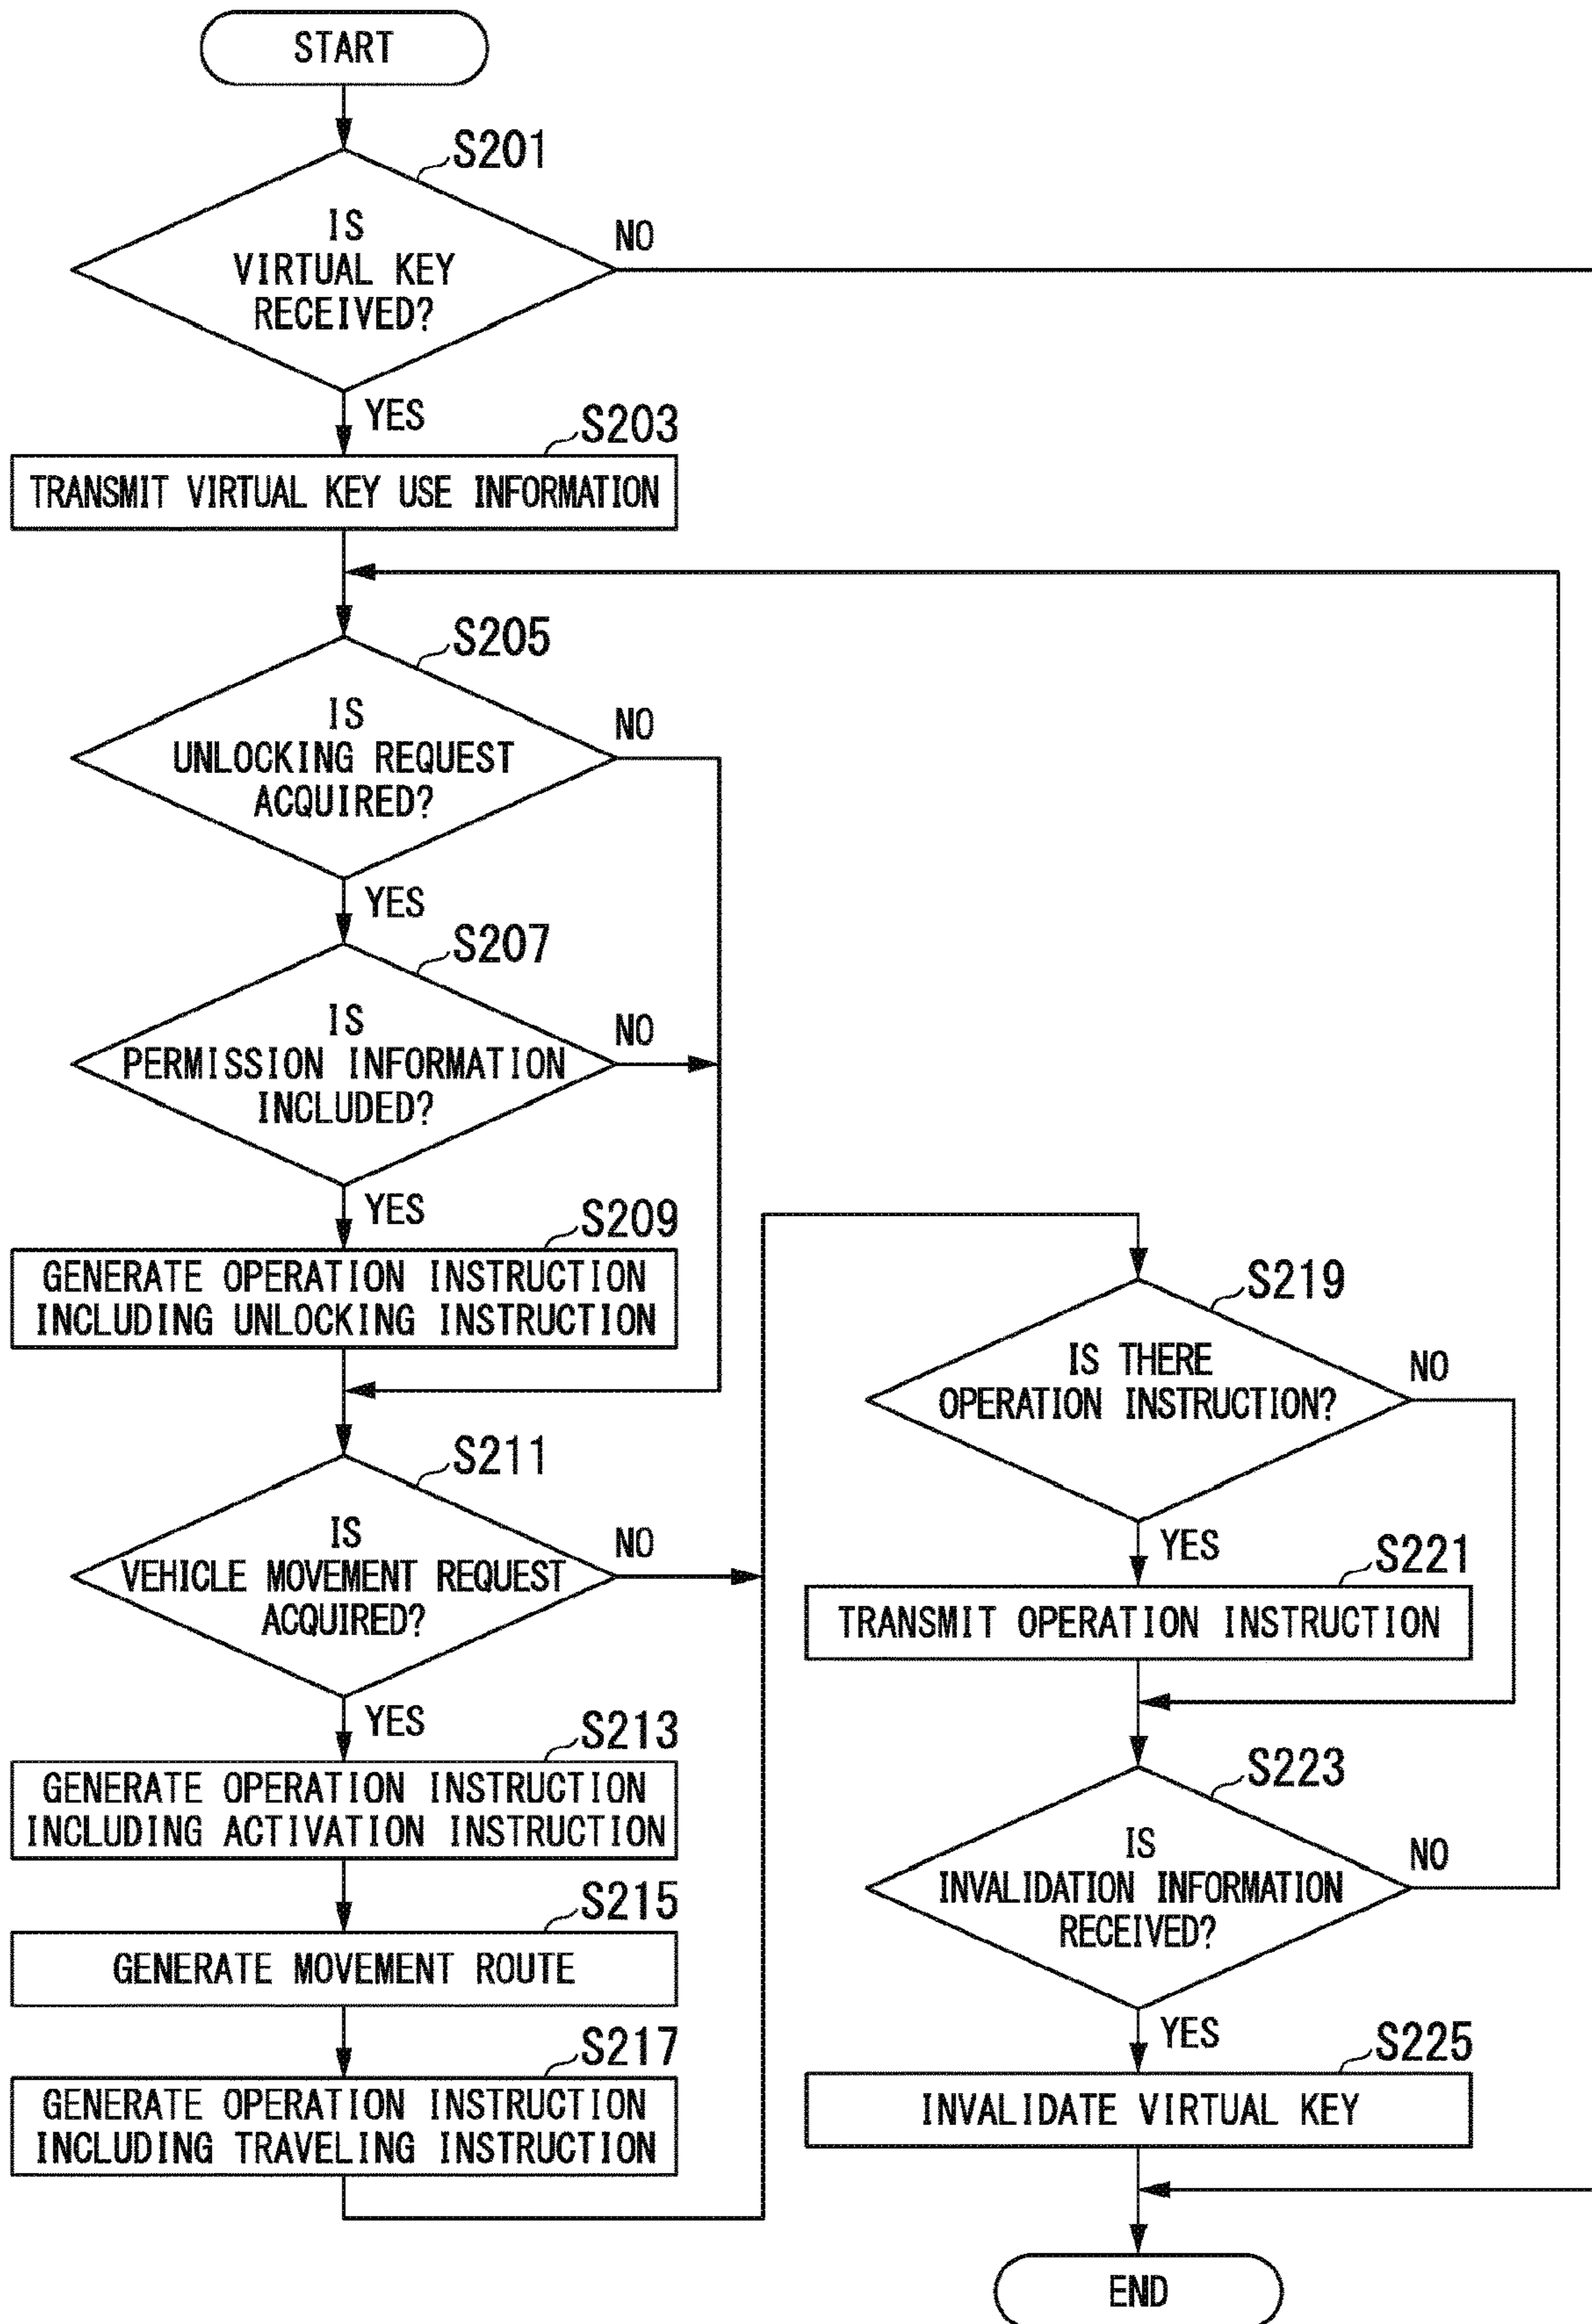 START
S201
IS
VIRTUAL KEY
RECEIVED?
NO
YES
S203
TRANSMIT VIRTUAL KEY USE INFORMATION
S205
IS
UNLOCKING REQUEST
ACQUIRED?
NO
YES
S207
IS
PERMISSION INFORMATION
INCLUDED?
NO
YES
S209
GENERATE OPERATION INSTRUCTION
INCLUDING UNLOCKING INSTRUCTION
S211
IS
VEHICLE MOVEMENT REQUEST
ACQUIRED?
NO
YES
S213
GENERATE OPERATION INSTRUCTION
INCLUDING ACTIVATION INSTRUCTION
S215
GENERATE MOVEMENT ROUTE
S217
GENERATE OPERATION INSTRUCTION
INCLUDING TRAVELING INSTRUCTION
S219
IS THERE
OPERATION INSTRUCTION?
NO
YES
S221
TRANSMIT OPERATION INSTRUCTION
S223
IS
INVALIDATION INFORMATION
RECEIVED?
NO
YES
S225
INVALIDATE VIRTUAL KEY
END